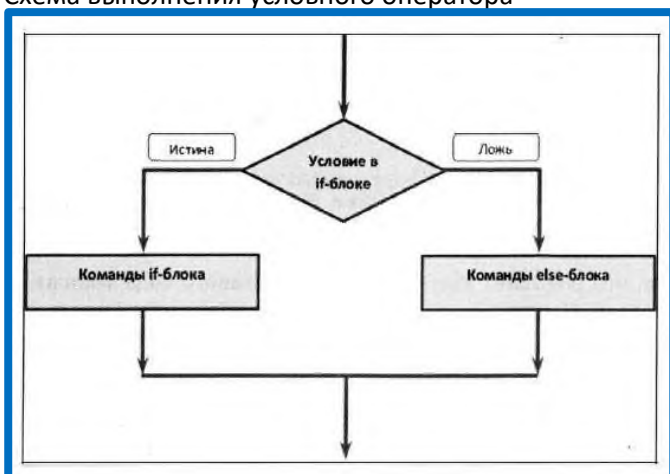 Схема выполнения условного оператора
Истина
Условие в
if-блоке
Ложь
Команды if-блока
Команды else-блока